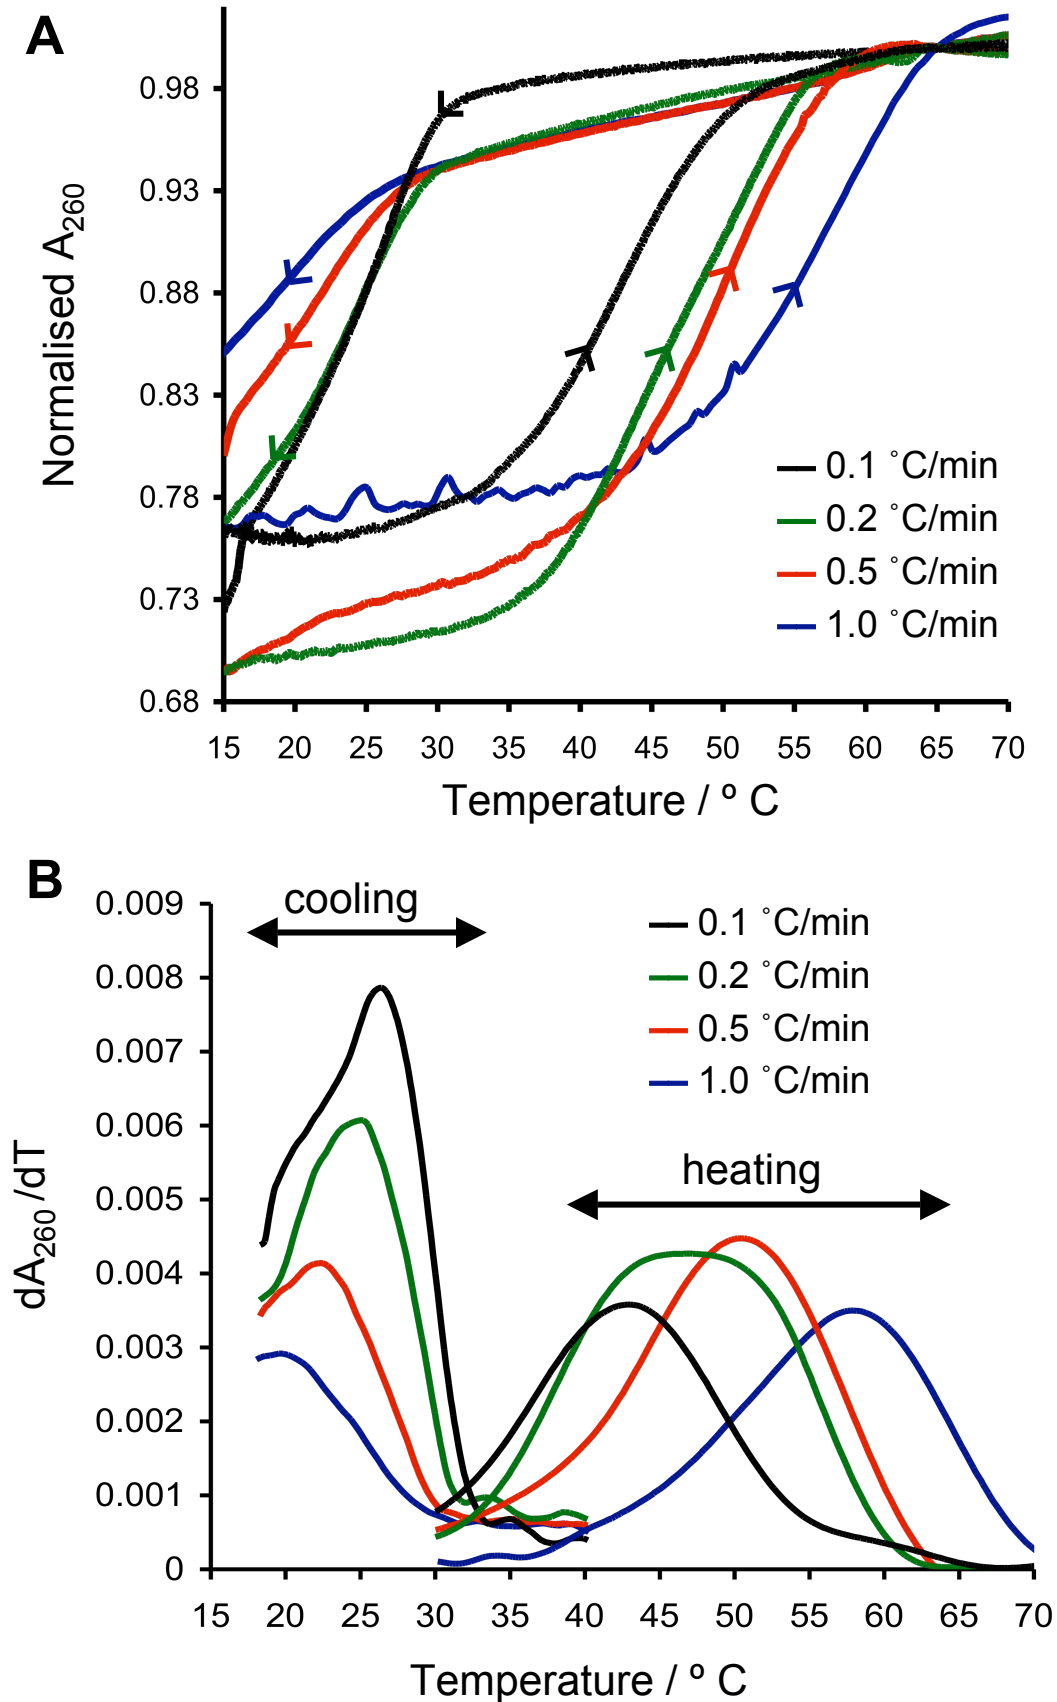 A
Normalised A260
0.98
0.93
0.88
0.83
0.78
0.73
0.68
0.1 ˚C/min
0.2 ˚C/min
0.5 ˚C/min
1.0 ˚C/min
15 20 25 30 35 40 45 50 55 60 65 70
Temperature / º C
B
cooling
heating
0.1 ˚C/min
0.2 ˚C/min
0.5 ˚C/min
1.0 ˚C/min
dA260 /dT
0.009
0.008
0.007
0.006
0.005
0.004
0.003
0.002
0.001
0
15 20 25 30 35 40 45 50 55 60 65 70
Temperature / º C